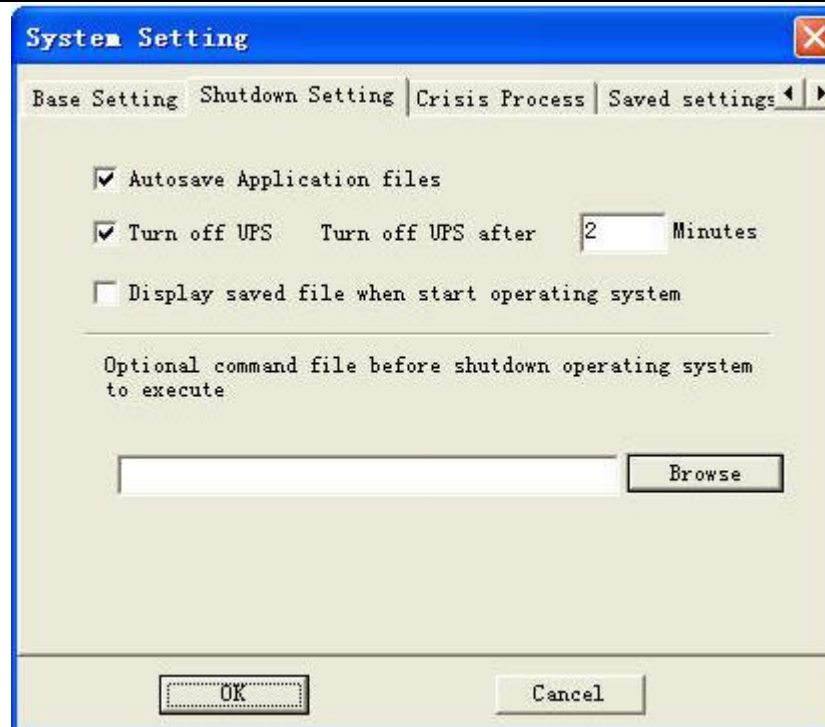 System Setting
Base Setting Shutdown Setting Crisis Process Saved settings
Autosave Application files
Turn off UPS Turn off UPS after 2 Minutes
Display saved file when start operating system
Optional command file before shutdown operating system
to execute
Browse
OK Cancel